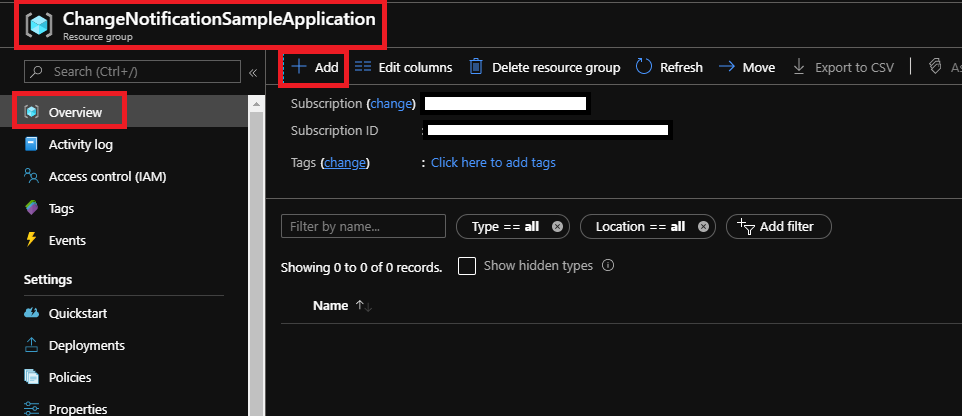 ChangeNotificationSampleApplication
Resource group
Search (Ctrl+/) «
Overview
Activity log
Access control (IAM)
Tags
Events
Settings
Quickstart
Deployments
Policies
Properties
Add Edit columns Delete resource group Refresh Move Export to CSV As
Subscription (change)
Subscription ID :
Tags (change) : Click here to add tags
Filter by name... Type == all Location == all Add filter
Showing 0 to 0 of 0 records. Show hidden types
Name ↑↓